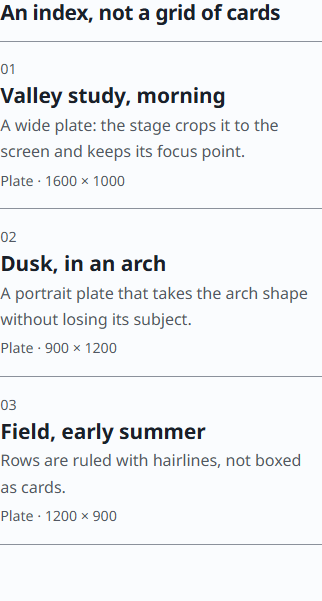 An index, not a grid of cards
01
Valley study, morning
A wide plate: the stage crops it to the
screen and keeps its focus point.
Plate · 1600 × 1000
02
Dusk, in an arch
A portrait plate that takes the arch shape
without losing its subject.
Plate · 900 × 1200
03
Field, early summer
Rows are ruled with hairlines, not boxed
as cards.
Plate · 1200 × 900